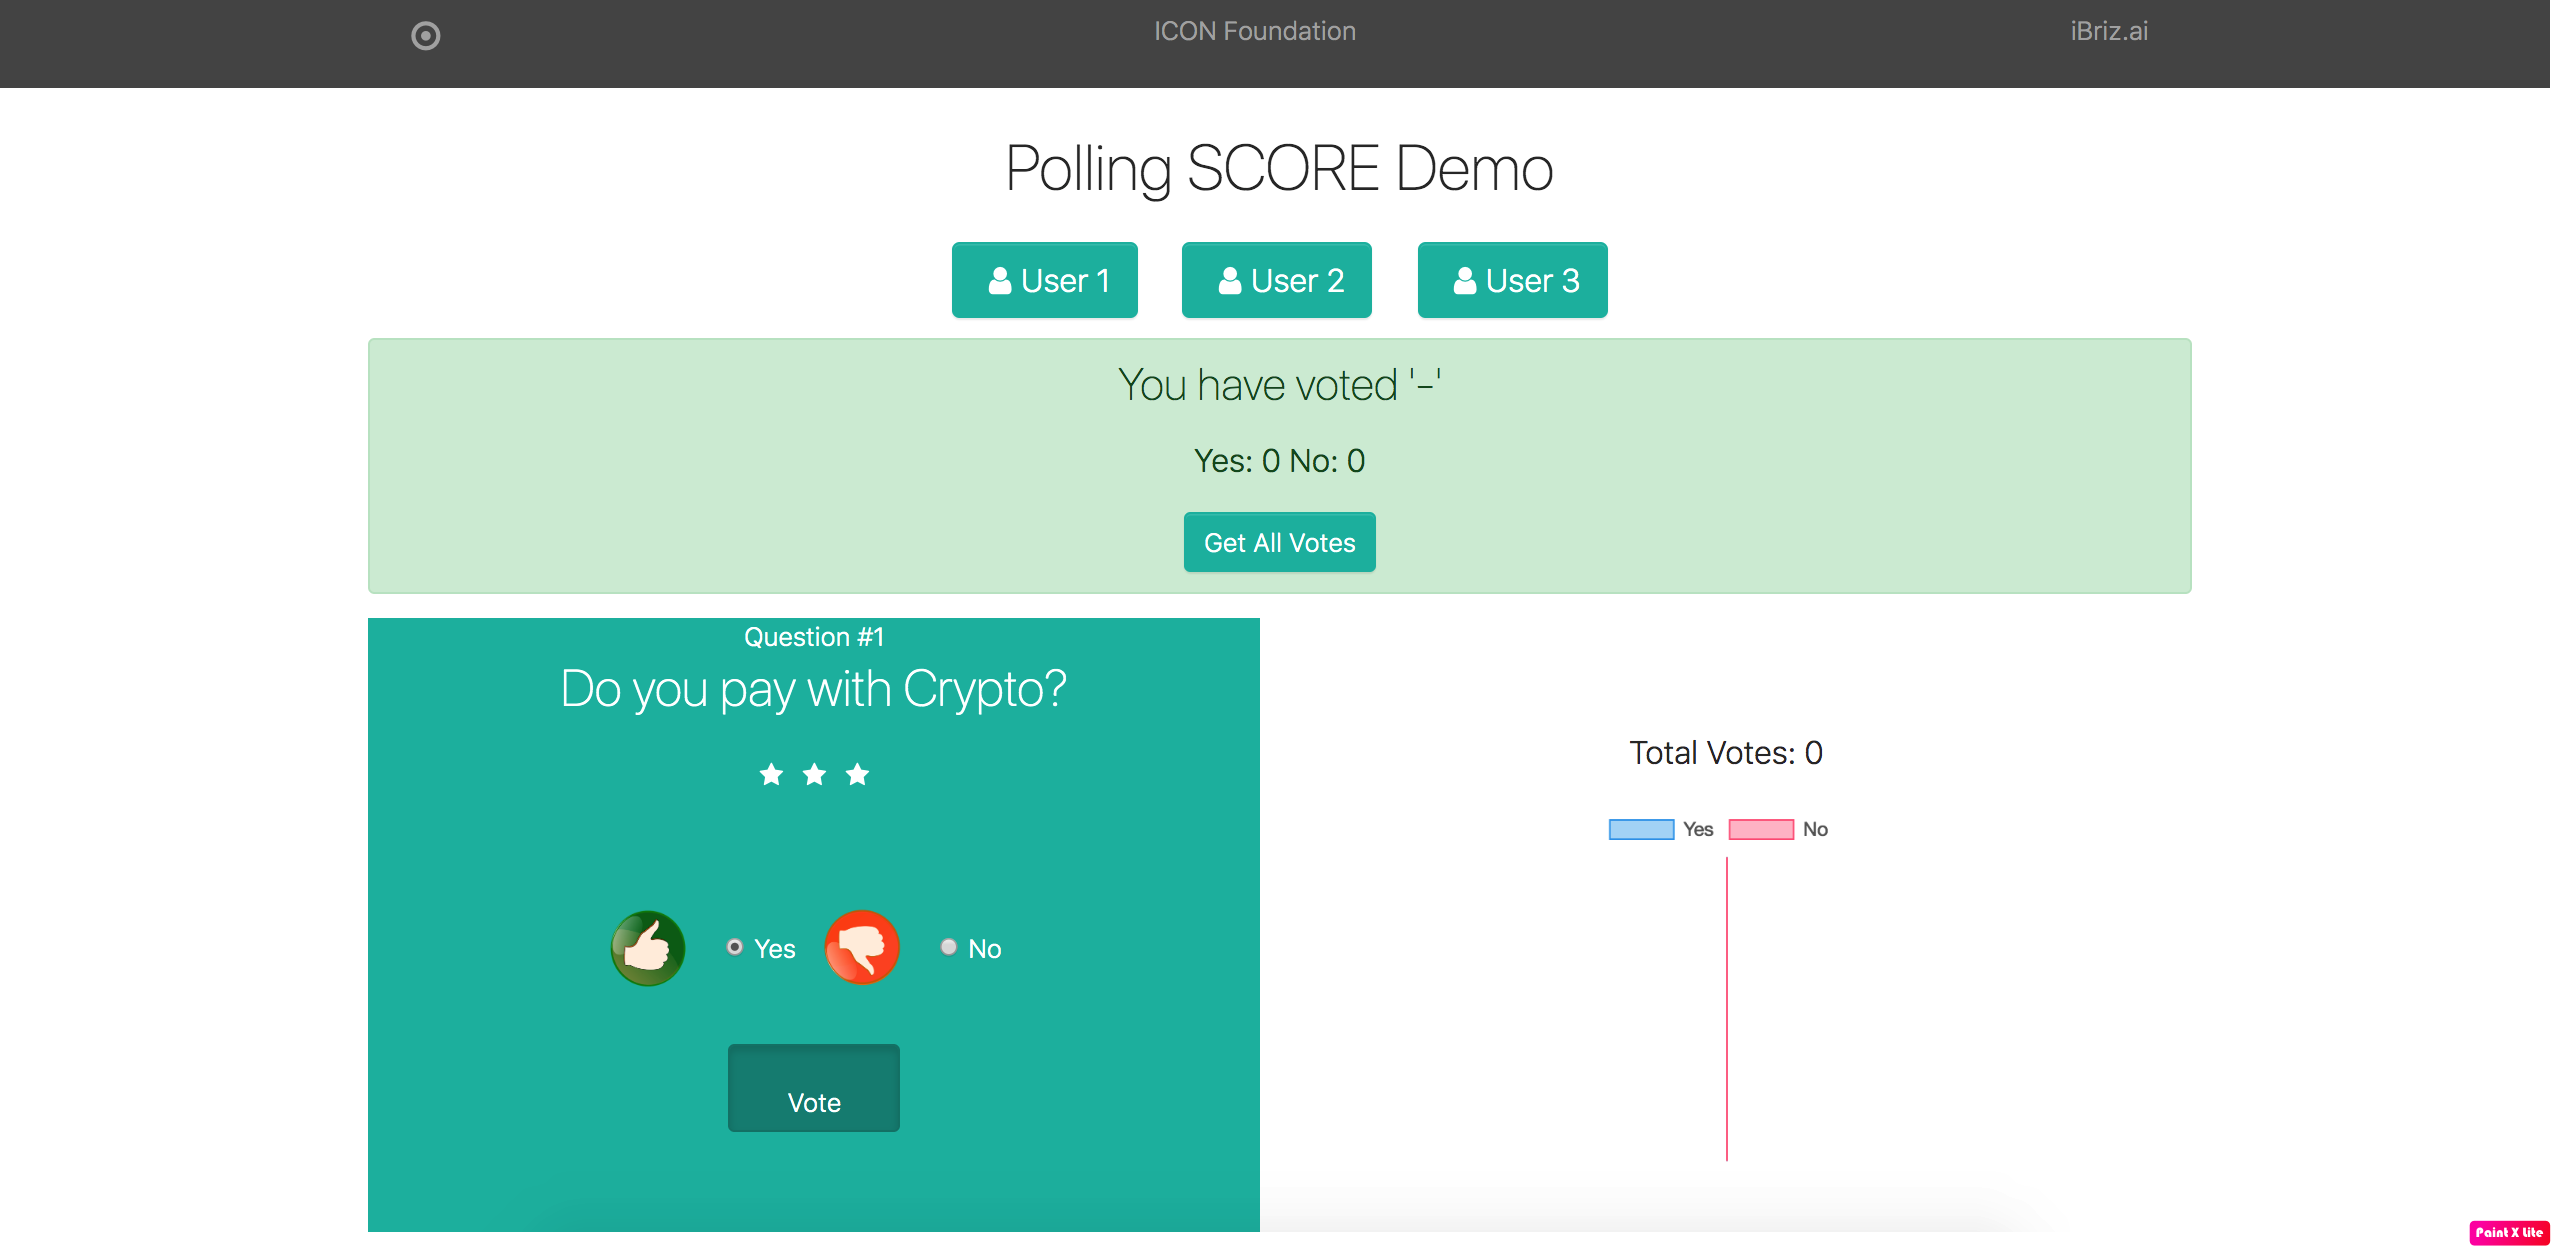 ICON Foundation
iBriz.ai
Polling SCORE Demo
User 1
User 2
User 3
You have voted '-'
Yes: 0 No: 0
Get All Votes
Question #1
Do you pay with Crypto?
Yes
No
Vote
Total Votes: 0
Yes
No
Paint X Lite